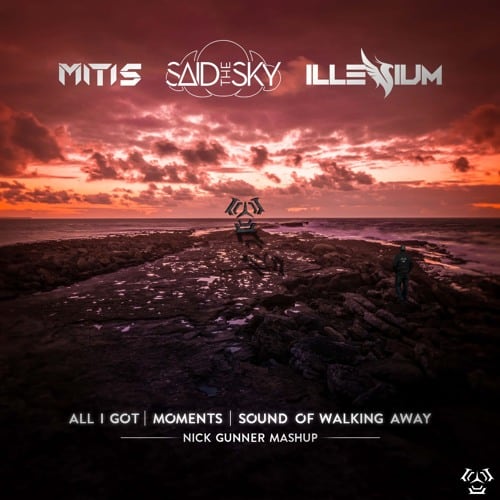 MITIS SAID THE SKY ILLENIUM
ALL I GOT | MOMENTS | SOUND OF WALKING AWAY
NICK GUNNER MASHUP